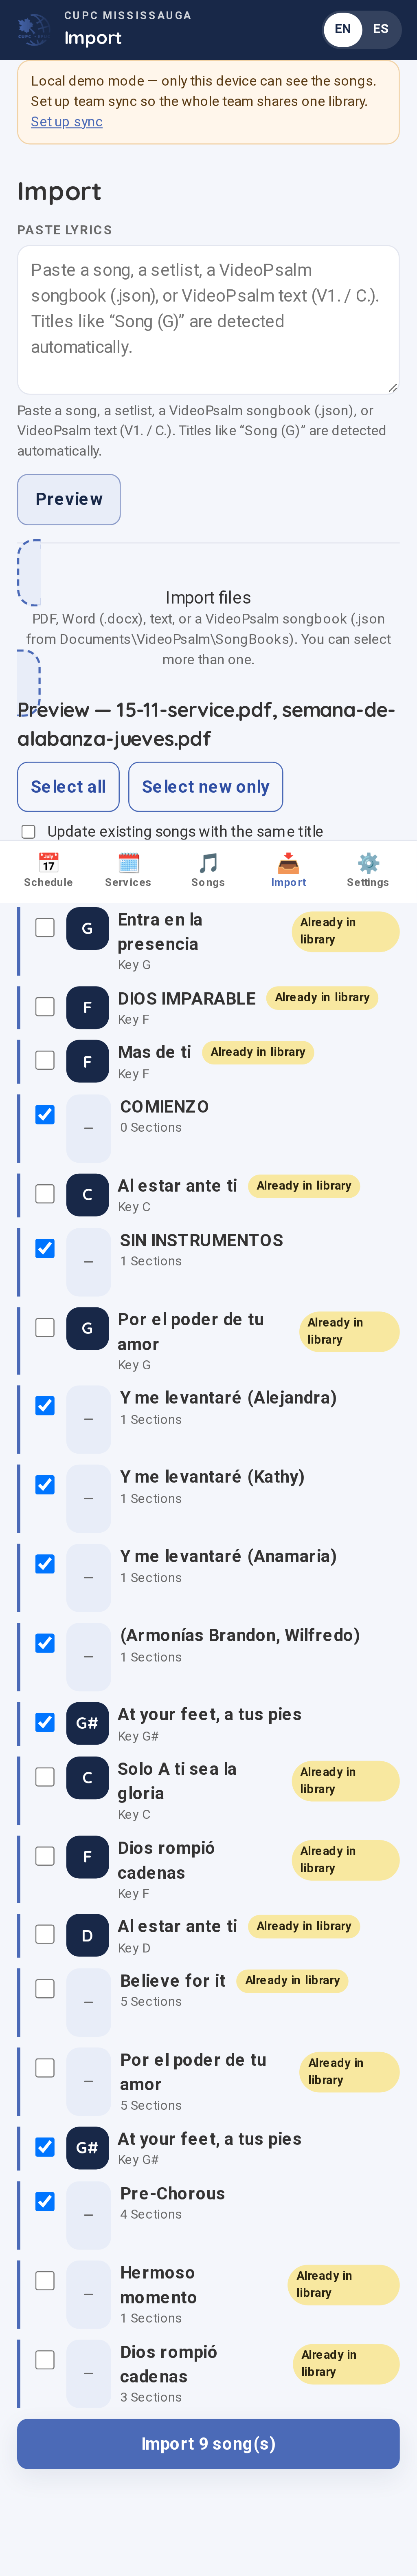 CUPC MISSISSAUGA
Import
EN
ES
Local demo mode — only this device can see the songs.
Set up team sync so the whole team shares one library.
Set up sync
Import
PASTE LYRICS
Paste a song, a setlist, a VideoPsalm
songbook (.json), or VideoPsalm text (V1. / C.).
Titles like “Song (G)” are detected
automatically.
Paste a song, a setlist, a VideoPsalm songbook (.json), or
VideoPsalm text (V1. / C.). Titles like “Song (G)” are detected
automatically.
Preview
Import files
PDF, Word (.docx), text, or a VideoPsalm songbook (.json
from Documents\VideoPsalm\SongBooks). You can select
more than one.
Preview — 15-11-service.pdf, semana-de-
alabanza-jueves.pdf
Select all
Select new only
Update existing songs with the same title
Schedule
Services
Songs
Import
Settings
G
Entra en la
presencia
Key G
Already in
library
F
DIOS IMPARABLE
Already in library
Key F
F
Mas de ti
Already in library
Key F
–
COMIENZO
0 Sections
C
Al estar ante ti
Already in library
Key C
–
SIN INSTRUMENTOS
1 Sections
G
Por el poder de tu
amor
Key G
Already in
library
–
Y me levantaré (Alejandra)
1 Sections
–
Y me levantaré (Kathy)
1 Sections
–
Y me levantaré (Anamaria)
1 Sections
–
(Armonías Brandon, Wilfredo)
1 Sections
G#
At your feet, a tus pies
Key G#
C
Solo A ti sea la
gloria
Key C
Already in
library
F
Dios rompió
cadenas
Key F
Already in
library
D
Al estar ante ti
Already in library
Key D
–
Believe for it
Already in library
5 Sections
–
Por el poder de tu
amor
5 Sections
Already in
library
G#
At your feet, a tus pies
Key G#
–
Pre-Chorous
4 Sections
–
Hermoso
momento
1 Sections
Already in
library
–
Dios rompió
cadenas
3 Sections
Already in
library
Import 9 song(s)